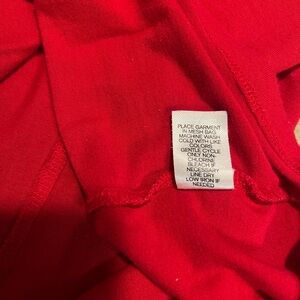 PLACE GARMENT
IN MESH BAG
MACHINE WASH
COLD WITH LIKE
COLORS
GENTLE CYCLE
ONLY NON-
CHLORINE
BLEACH IF
NECESSARY
LINE DRY
LOW IRON IF
NEEDED